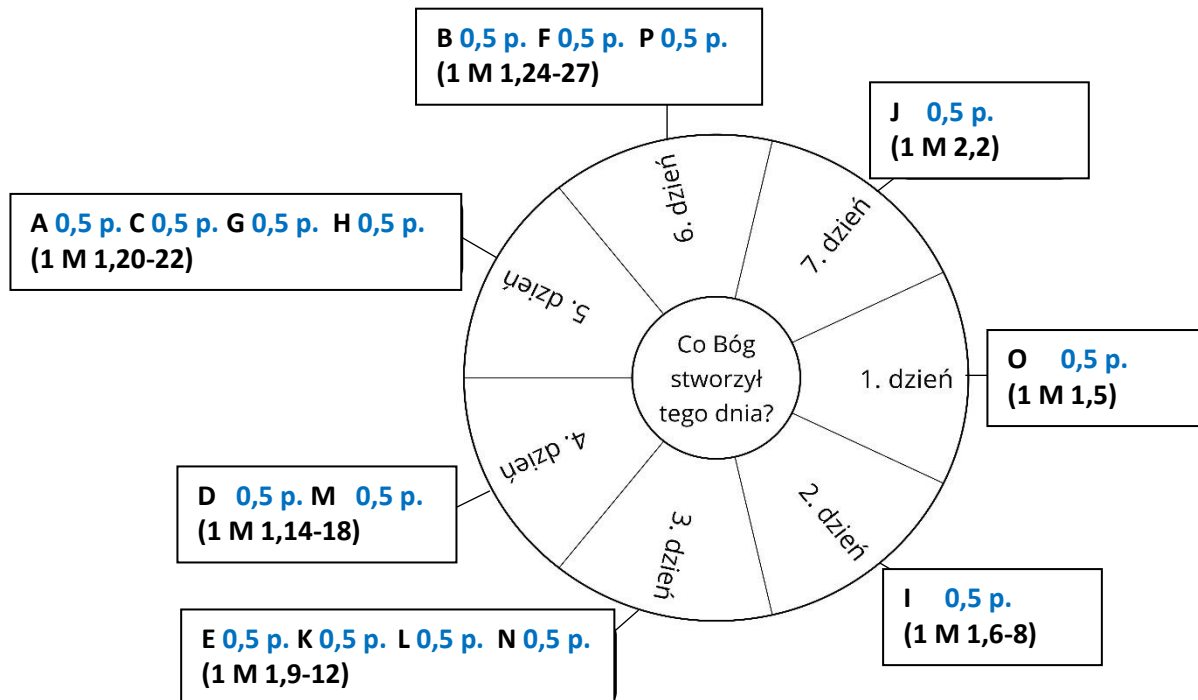 B 0,5 p. F 0,5 p. P 0,5 p.
(1 M 1,24-27)
J 0,5 p.
(1 M 2,2)
A 0,5 p. C 0,5 p. G 0,5 p. H 0,5 p.
(1 M 1,20-22)
6. dzień
7. dzień
5. dzień
Co Bóg
stworzył
tego dnia?
1. dzień
O 0,5 p.
(1 M 1,5)
4. dzień
D 0,5 p. M 0,5 p.
(1 M 1,14-18)
3. dzień
2. dzień
I 0,5 p.
(1 M 1,6-8)
E 0,5 p. K 0,5 p. L 0,5 p. N 0,5 p.
(1 M 1,9-12)